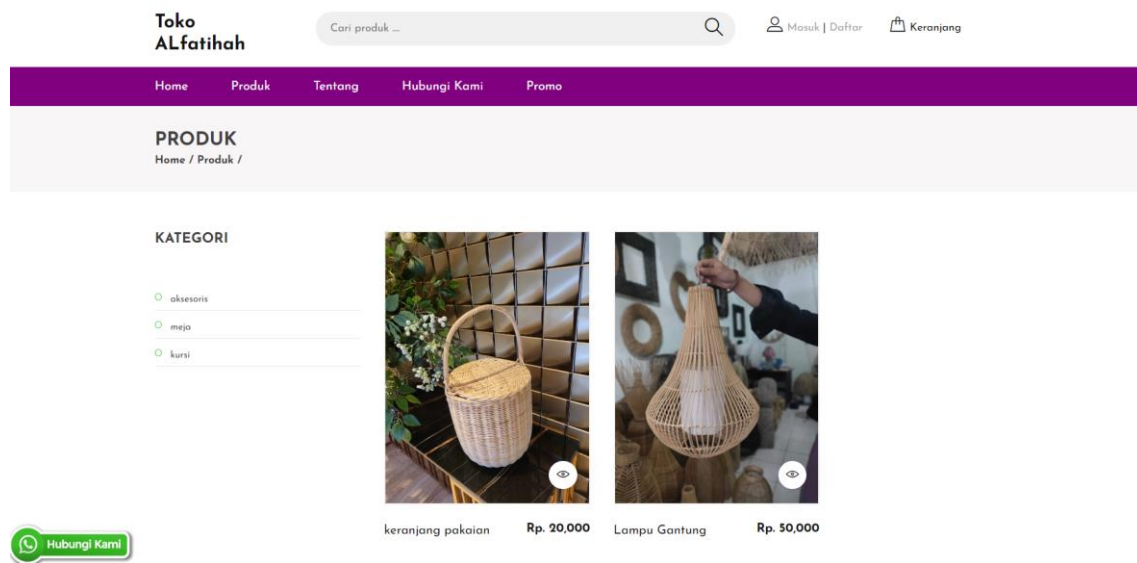 Toko
ALfatihah
Cari produk ...
Masuk | Daftar
Keranjang
Home Produk Tentang Hubungi Kami Promo
PRODUK
Home / Produk /
KATEGORI
aksesoris
meja
kursi
keranjang pakaian Rp. 20,000
Lampu Gantung Rp. 50,000
Hubungi Kami